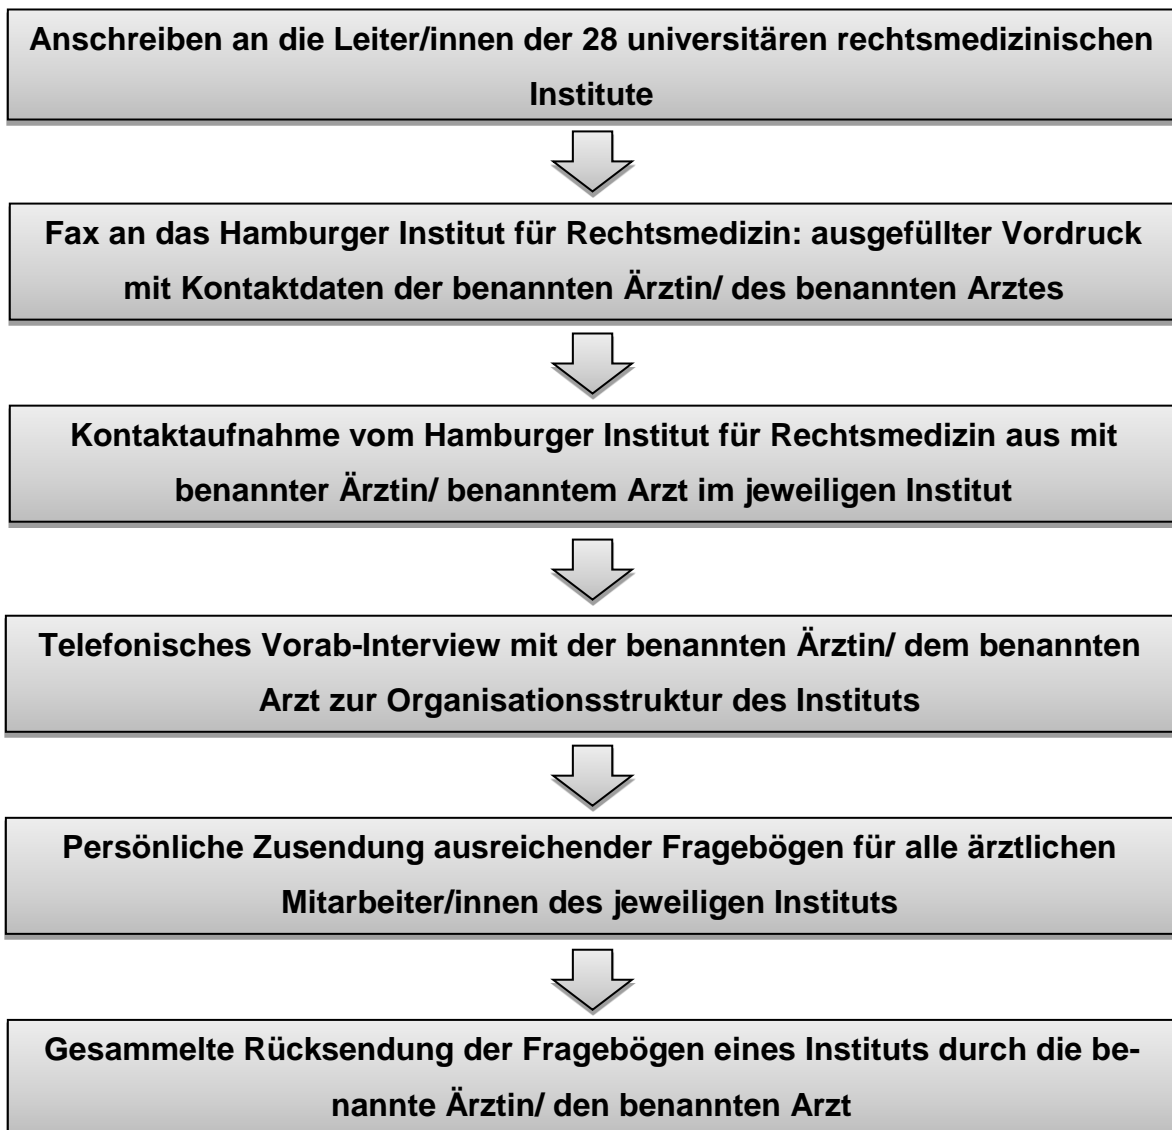 Anschreiben an die Leiter/innen der 28 universitären rechtsmedizinischen
Institute
Fax an das Hamburger Institut für Rechtsmedizin: ausgefüllter Vordruck
mit Kontaktdaten der benannten Ärztin/ des benannten Arztes
Kontaktaufnahme vom Hamburger Institut für Rechtsmedizin aus mit
benannter Ärztin/ benanntem Arzt im jeweiligen Institut
Telefonisches Vorab-Interview mit der benannten Ärztin/ dem benannten
Arzt zur Organisationsstruktur des Instituts
Persönliche Zusendung ausreichender Fragebögen für alle ärztlichen
Mitarbeiter/innen des jeweiligen Instituts
Gesammelte Rücksendung der Fragebögen eines Instituts durch die be-
nannte Ärztin/ den benannten Arzt